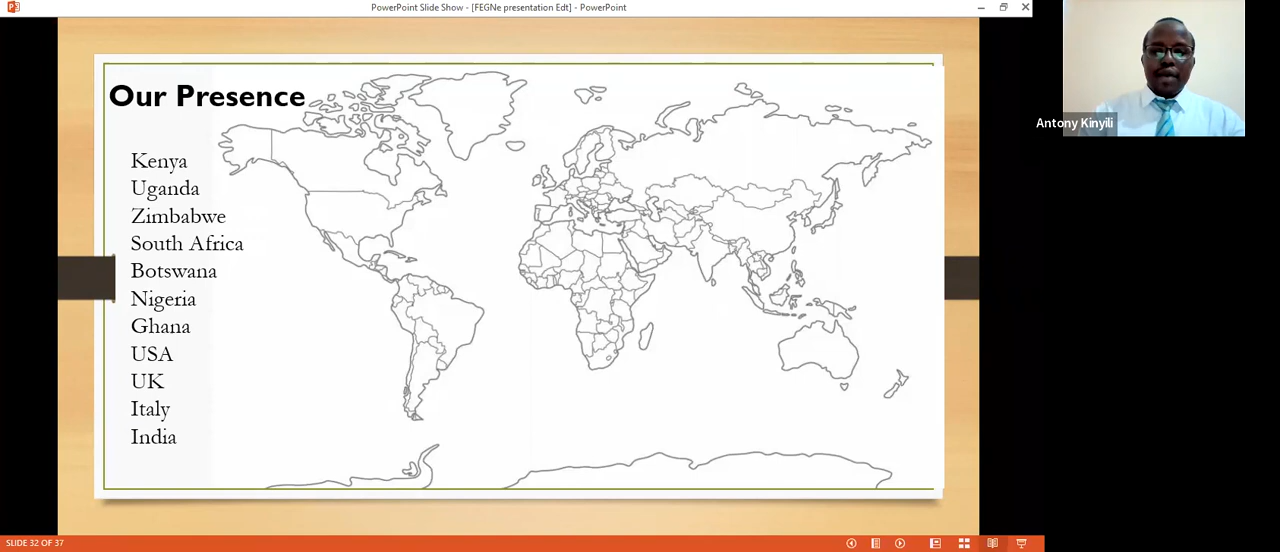 PowerPoint Slide Show - [FEGNe presentation Edt] - PowerPoint
Our Presence
Kenya
Uganda
Zimbabwe
South Africa
Botswana
Nigeria
Ghana
USA
UK
Italy
India
Antony Kinyili
SLIDE 32 OF 37